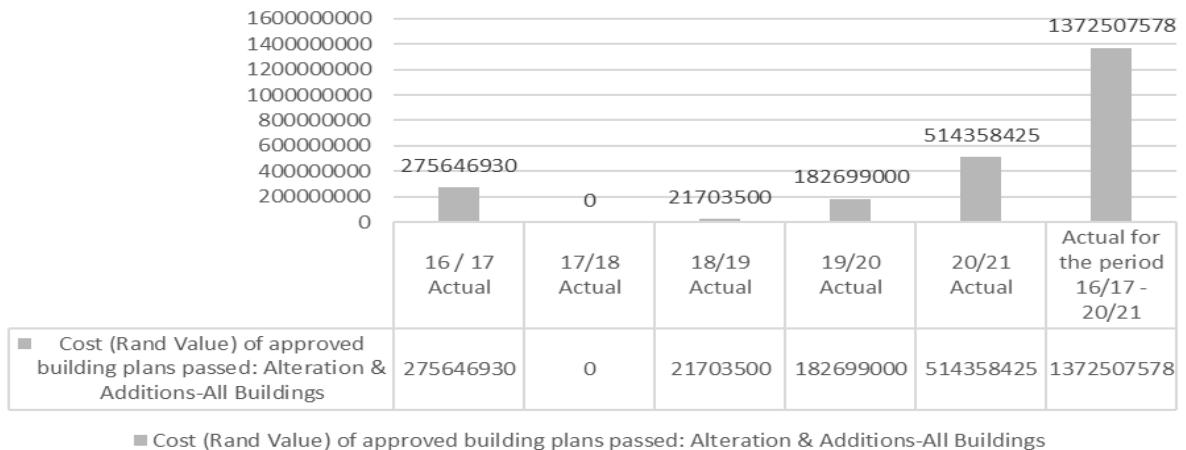 1600000000
1400000000
1200000000
1000000000
800000000
600000000
400000000
200000000
0
275646930
0
21703500
182699000
514358425
1372507578
16 / 17 Actual
17/18 Actual
18/19 Actual
19/20 Actual
20/21 Actual
Actual for the period 16/17 - 20/21
Cost (Rand Value) of approved
building plans passed: Alteration &
Additions-All Buildings
275646930
0
21703500
182699000
514358425
1372507578
Cost (Rand Value) of approved building plans passed: Alteration & Additions-All Buildings